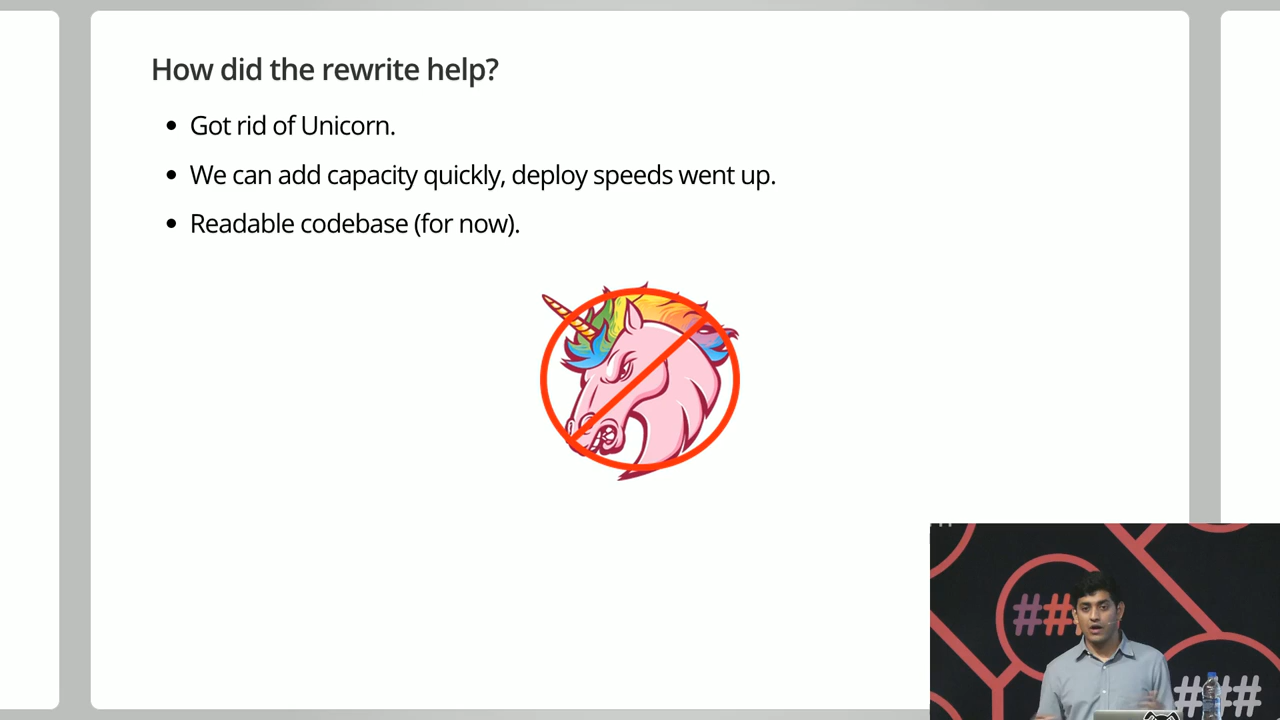 How did the rewrite help?
Got rid of Unicorn.
We can add capacity quickly, deploy speeds went up.
Readable codebase (for now).
##
###